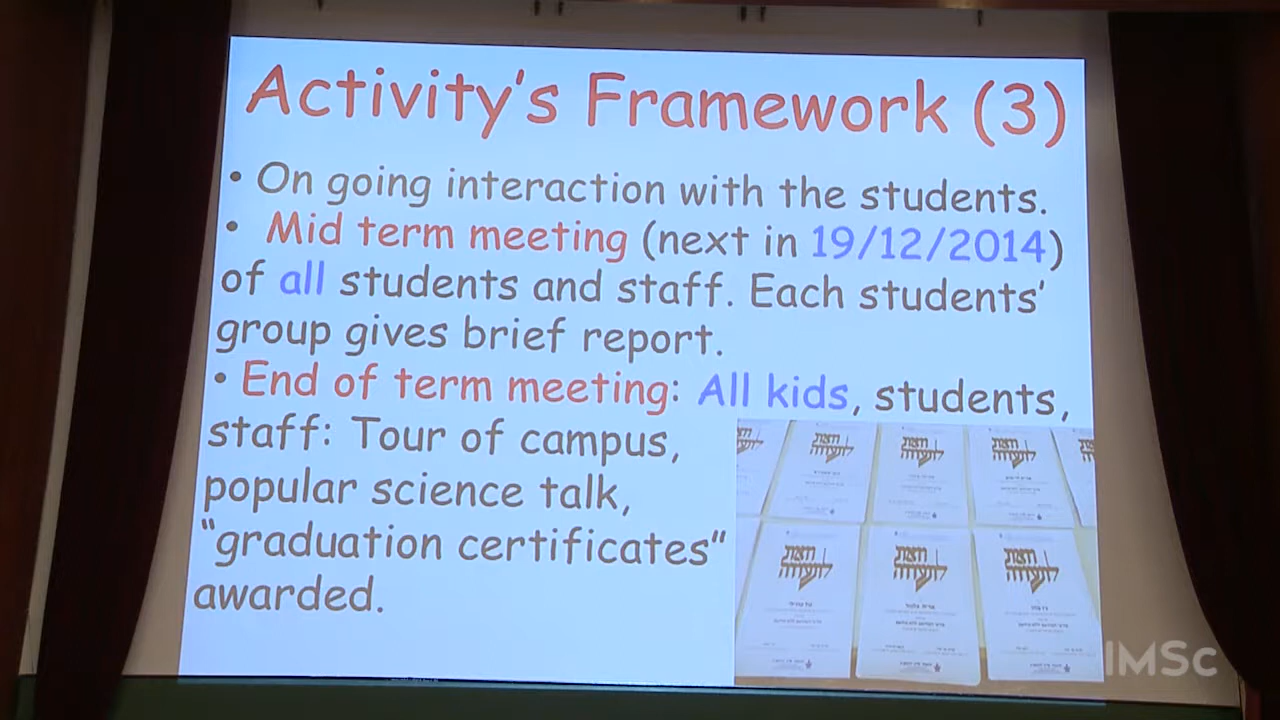 Activity's Framework (3)
• On going interaction with the students.
• Mid term meeting (next in 19/12/2014)
of all students and staff. Each students'
group gives brief report.
• End of term meeting: All kids, students,
staff: Tour of campus,
popular science talk,
“graduation certificates”
awarded.
IMSc